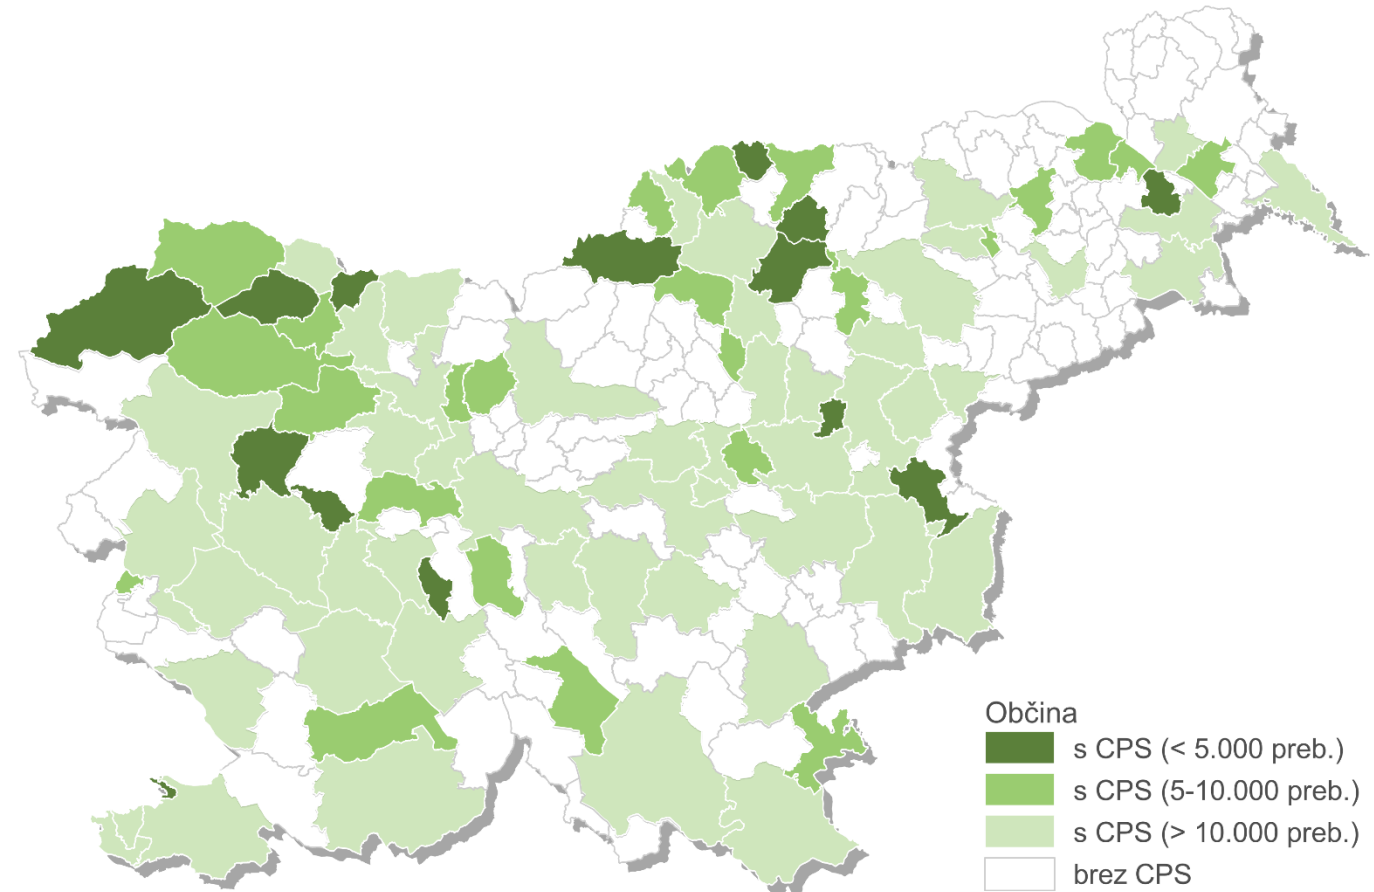 Občina
s CPS (< 5.000 preb.)
s CPS (5-10.000 preb.)
s CPS (> 10.000 preb.)
brez CPS